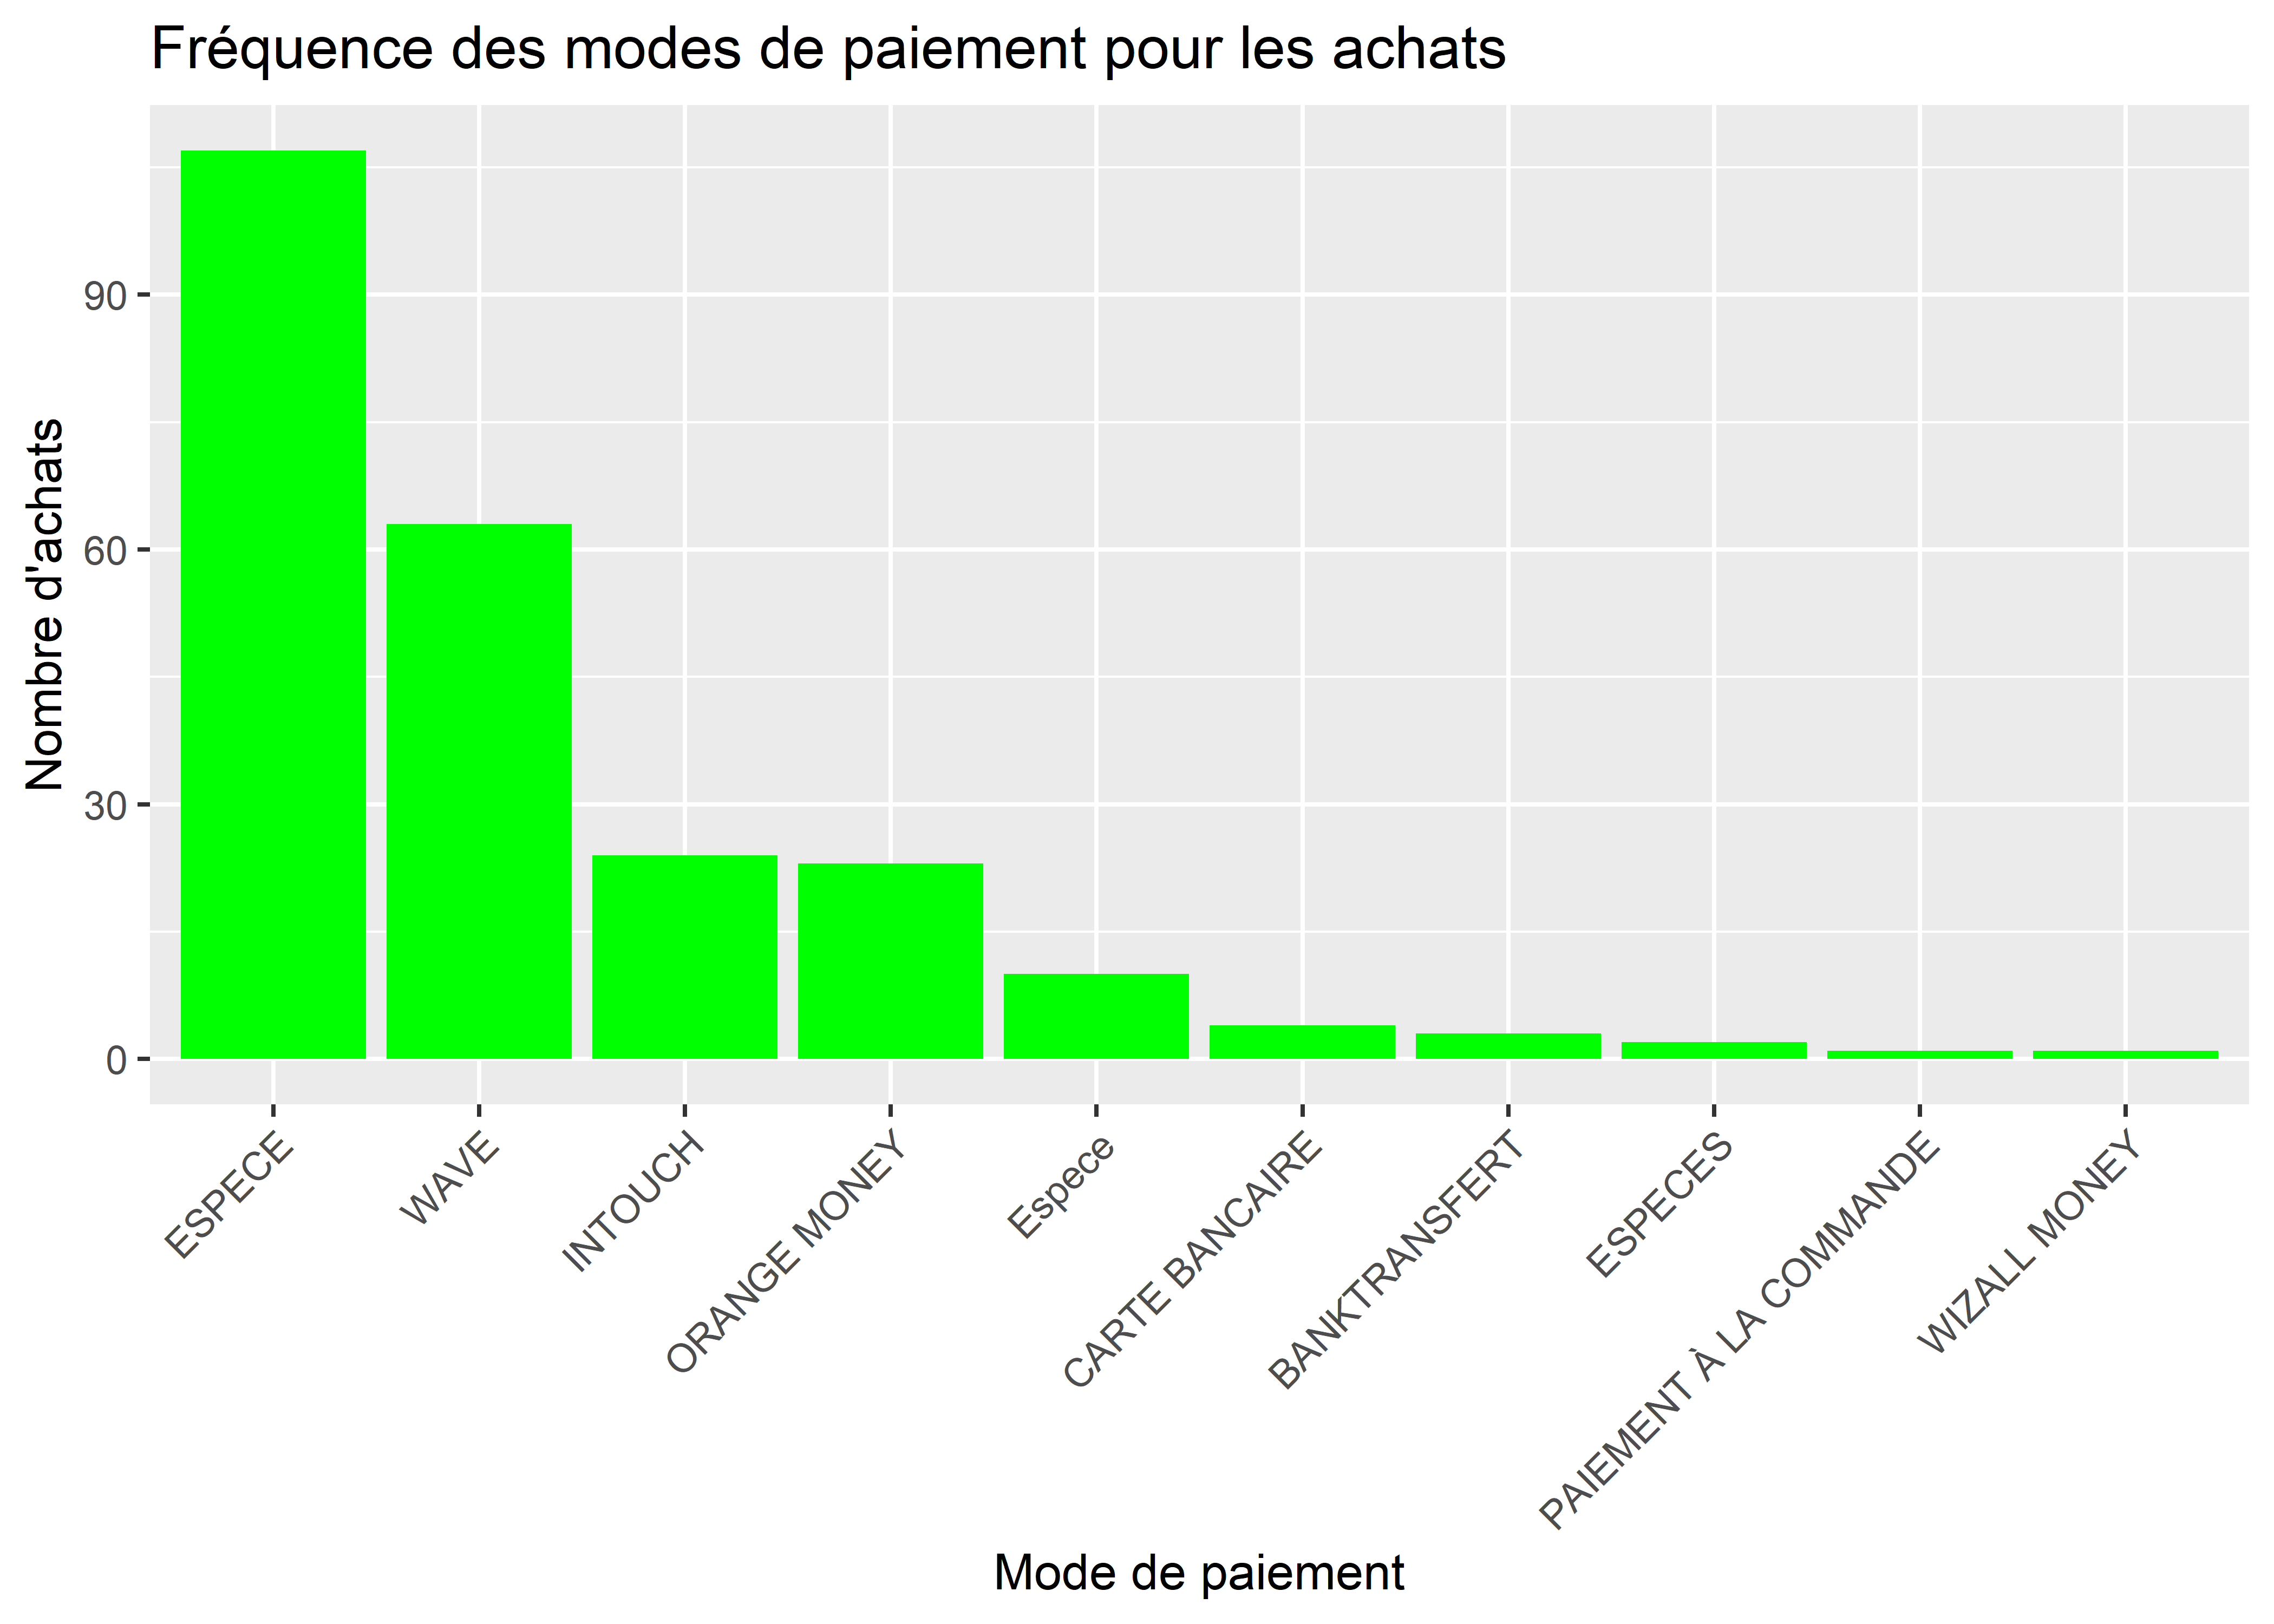 Fréquence des modes de paiement pour les achats
Nombre d'achats
90
60
30
0
ESPECE
WAVE
INTOUCH
ORANGE MONEY
Espece
CARTE BANCAIRE
BANKTRANSFERT
ESPECES
PAIEMENT À LA COMMANDE
WIZALL MONEY
Mode de paiement